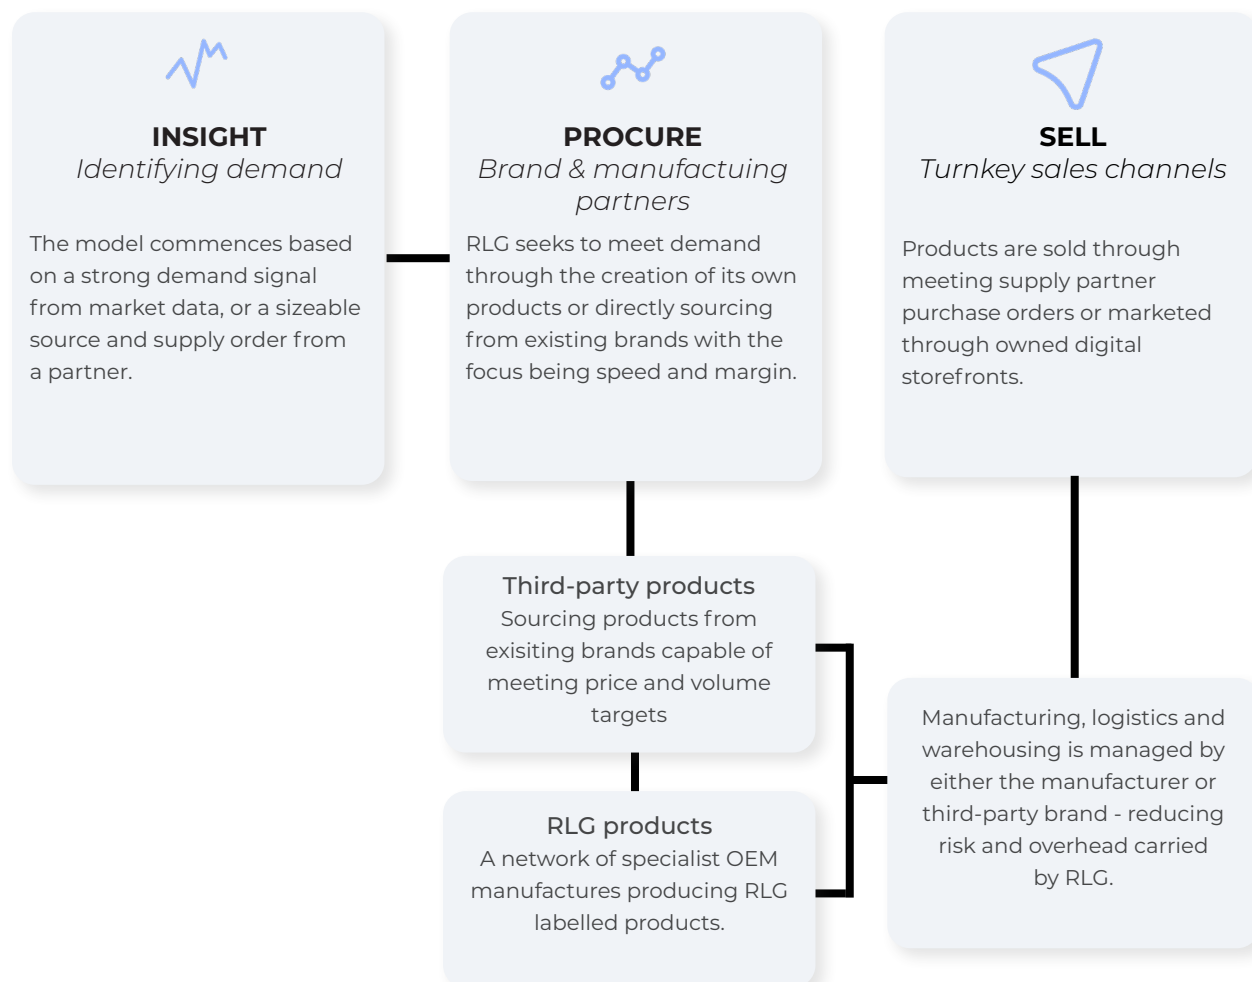 INSIGHT
Identifying demand
The model commences based
on a strong demand signal
from market data, or a sizeable
source and supply order from
a partner.
PROCURE
Brand & manufactuing
partners
RLG seeks to meet demand
through the creation of its own
products or directly sourcing
from existing brands with the
focus being speed and margin.
SELL
Turnkey sales channels
Products are sold through
meeting supply partner
purchase orders or marketed
through owned digital
storefronts.
Third-party products
Sourcing products from
exisiting brands capable of
meeting price and volume
targets
RLG products
A network of specialist OEM
manufactures producing RLG
labelled products.
Manufacturing, logistics and
warehousing is managed by
either the manufacturer or
third-party brand - reducing
risk and overhead carried
by RLG.